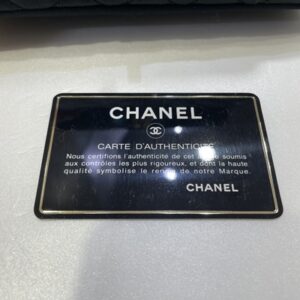 CHANEL
CARTE D'AUTHENTICITÉ
Nous certifions l'authenticité de cet soumis
aux contrôles les plus rigoureux, et dont la haute
qualité symbolise le renom de notre Marque.
CHANEL